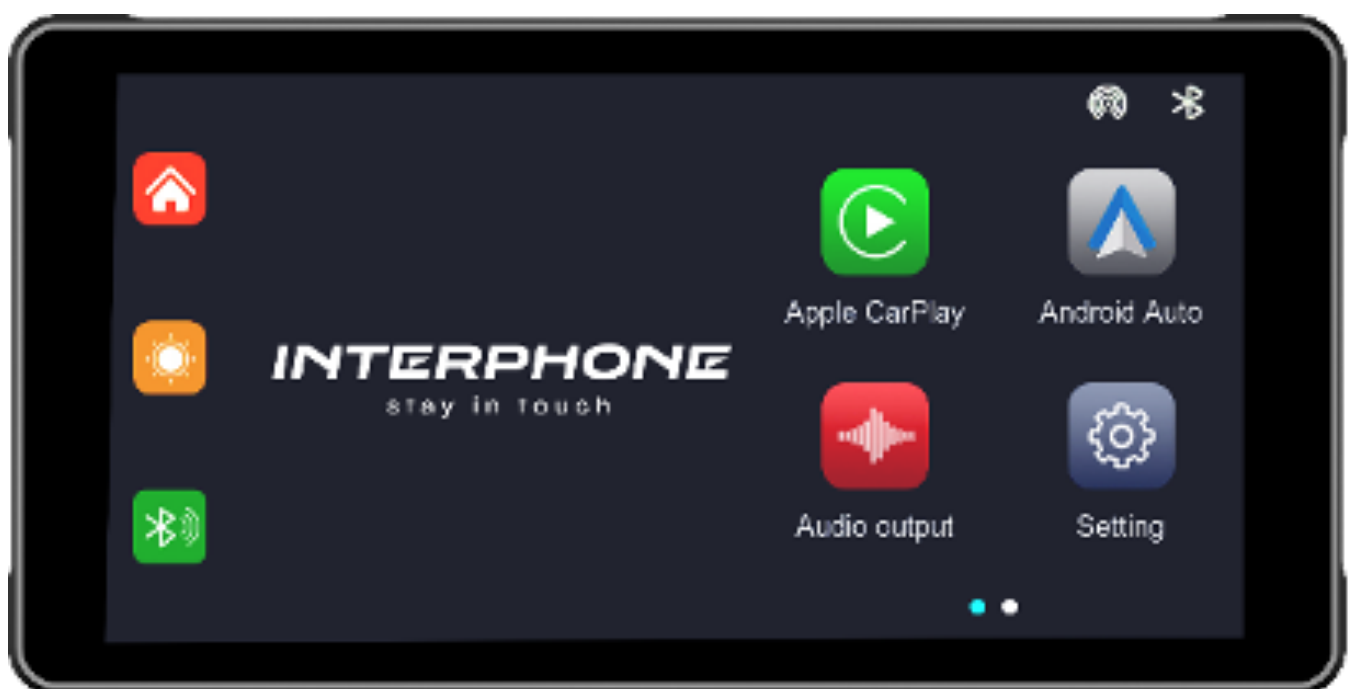 INTERPHONE
stay in touch
Apple CarPlay
Android Auto
Audio output
Setting